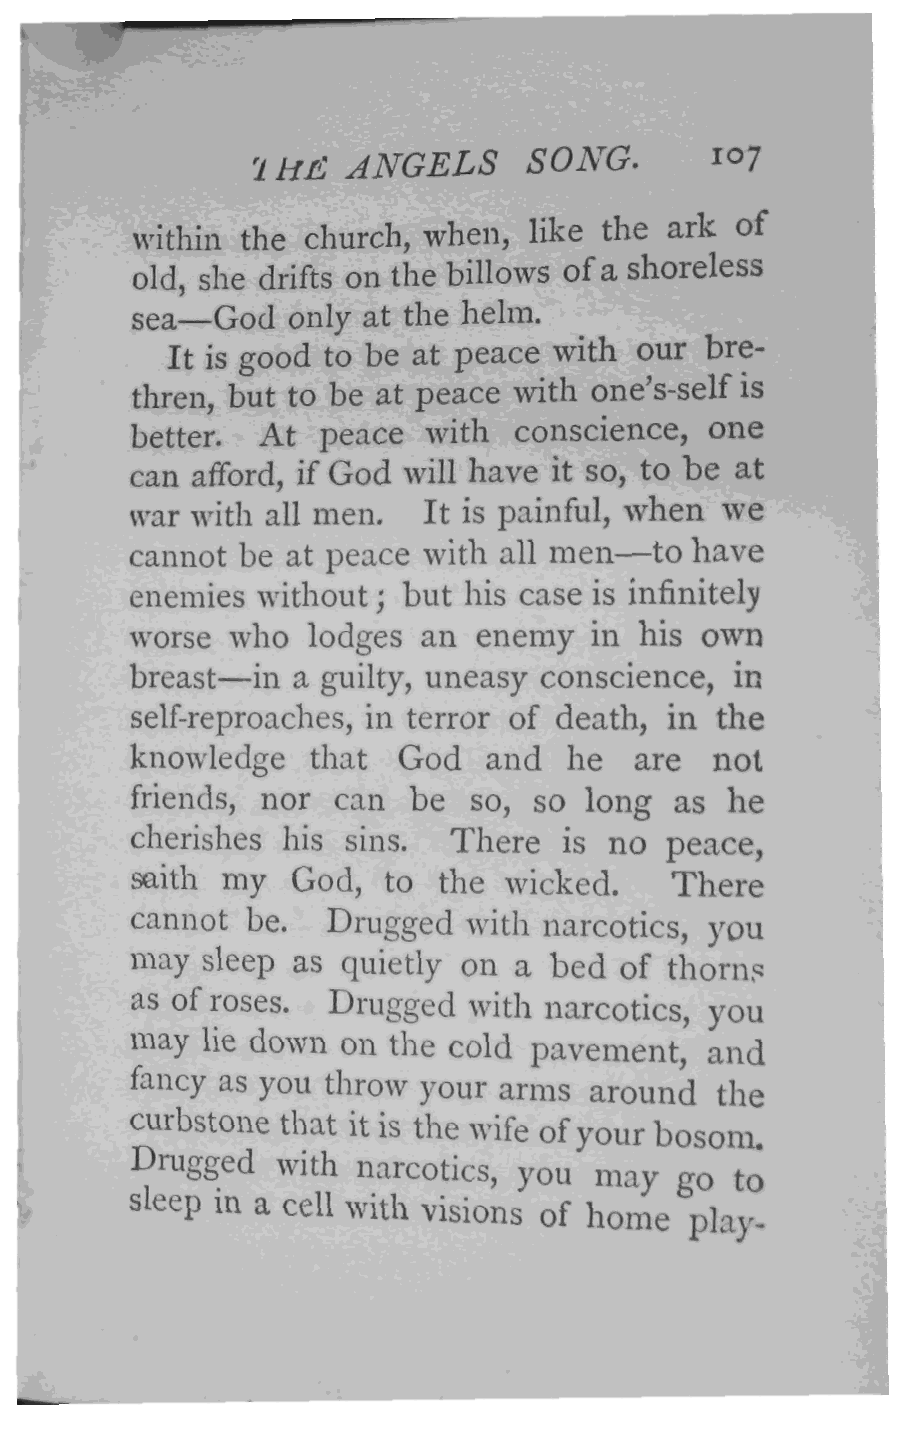 THE ANGELS SONG. 107
within the church, when, like the ark of
old, she drifts on the billows of a shoreless
sea—God only at the helm.
It is good to be at peace with our bre-
thren, but to be at peace with one's-self is
better. At peace with conscience, one
can afford, if God will have it so, to be at
war with all men. It is painful, when we
cannot be at peace with all men—to have
enemies without; but his case is infinitely
worse who lodges an enemy in his own
breast—in a guilty, uneasy conscience, in
self-reproaches, in terror of death, in the
knowledge that God and he are not
friends, nor can be so, so long as he
cherishes his sins. There is no peace,
saith my God, to the wicked. There
cannot be. Drugged with narcotics, you
may sleep as quietly on a bed of thorns
as of roses. Drugged with narcotics, you
may lie down on the cold pavement, and
fancy as you throw your arms around the
curbstone that it is the wife of your bosom.
Drugged with narcotics, you may go to
sleep in a cell with visions of home play-